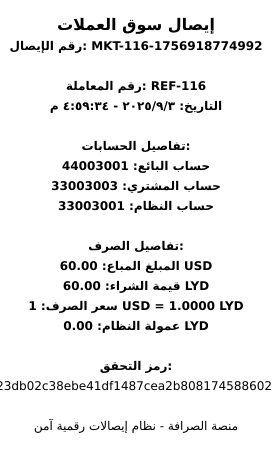 إيصال سوق العملات
رقم الإيصال: MKT-116-1756918774992
رقم المعاملة: REF-116
التاريخ: ٢٠٢٥/٩/٣ - ٤:٥٩:٣٤ م
تفاصيل الحسابات:
حساب البائع: 44003001
حساب المشتري: 33003003
حساب النظام: 33003001
تفاصيل الصرف:
المبلغ المباع: 60.00 USD
قيمة الشراء: 60.00 LYD
سعر الصرف: 1 USD = 1.0000 LYD
عمولة النظام: 0.00 LYD
رمز التحقق:
23db02c38ebe41df1487cea2b808174588602
منصة الصرافة - نظام إيصالات رقمية آمن